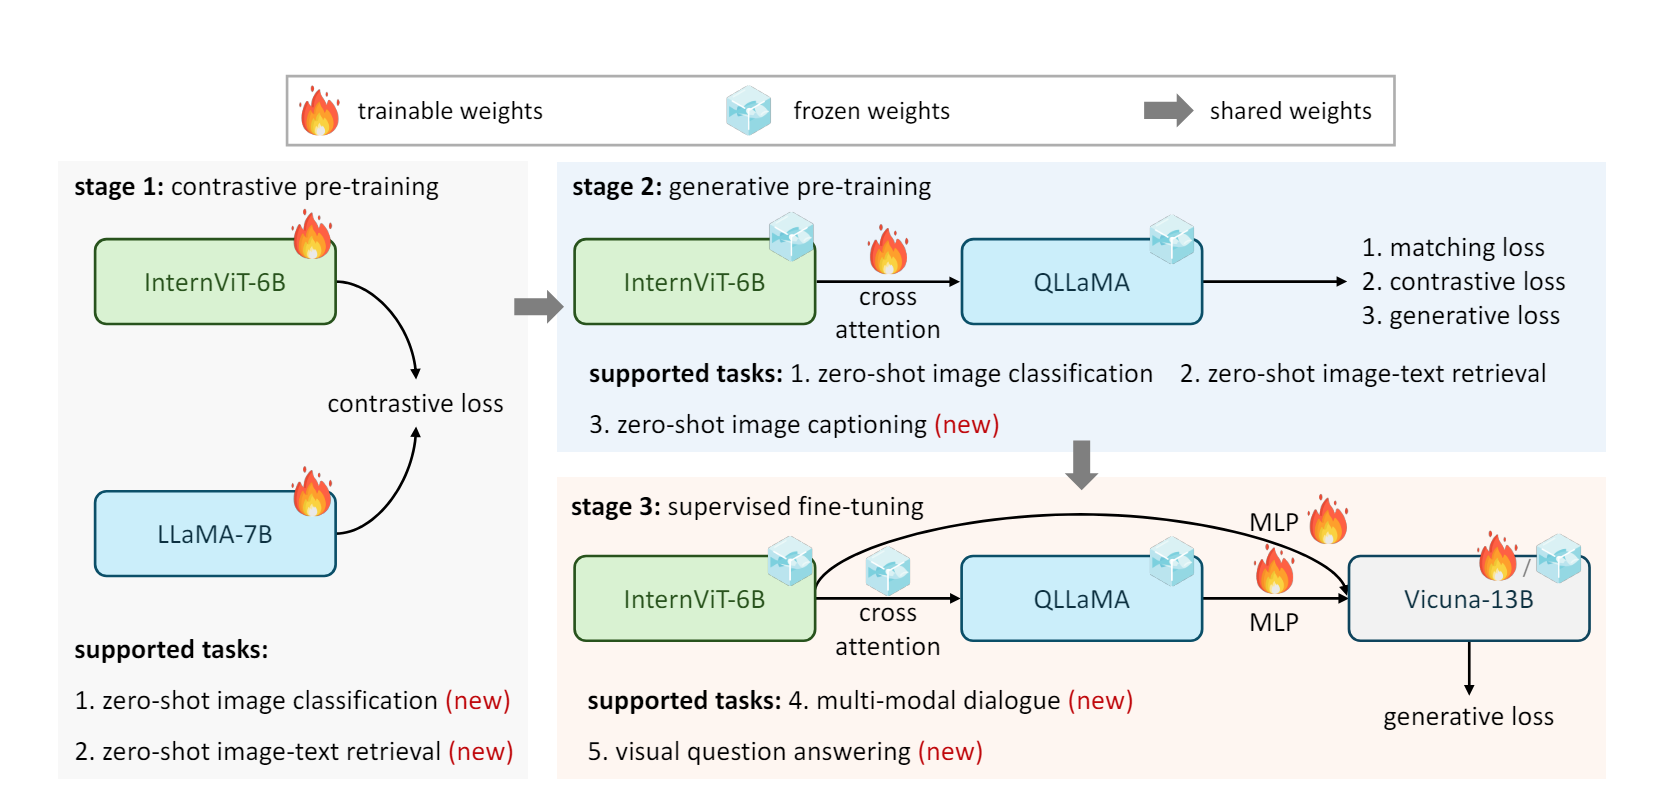 trainable weights
frozen weights
shared weights
stage 1: contrastive pre-training
InternViT-6B
contrastive loss
LLaMA-7B
supported tasks:
1. zero-shot image classification (new)
2. zero-shot image-text retrieval (new)
stage 2: generative pre-training
InternViT-6B
cross
attention
QLLaMA
1. matching loss
2. contrastive loss
3. generative loss
supported tasks: 1. zero-shot image classification 2. zero-shot image-text retrieval
3. zero-shot image captioning (new)
stage 3: supervised fine-tuning
InternViT-6B
cross
attention
QLLaMA
MLP
MLP
/
Vicuna-13B
generative loss
supported tasks: 4. multi-modal dialogue (new)
5. visual question answering (new)